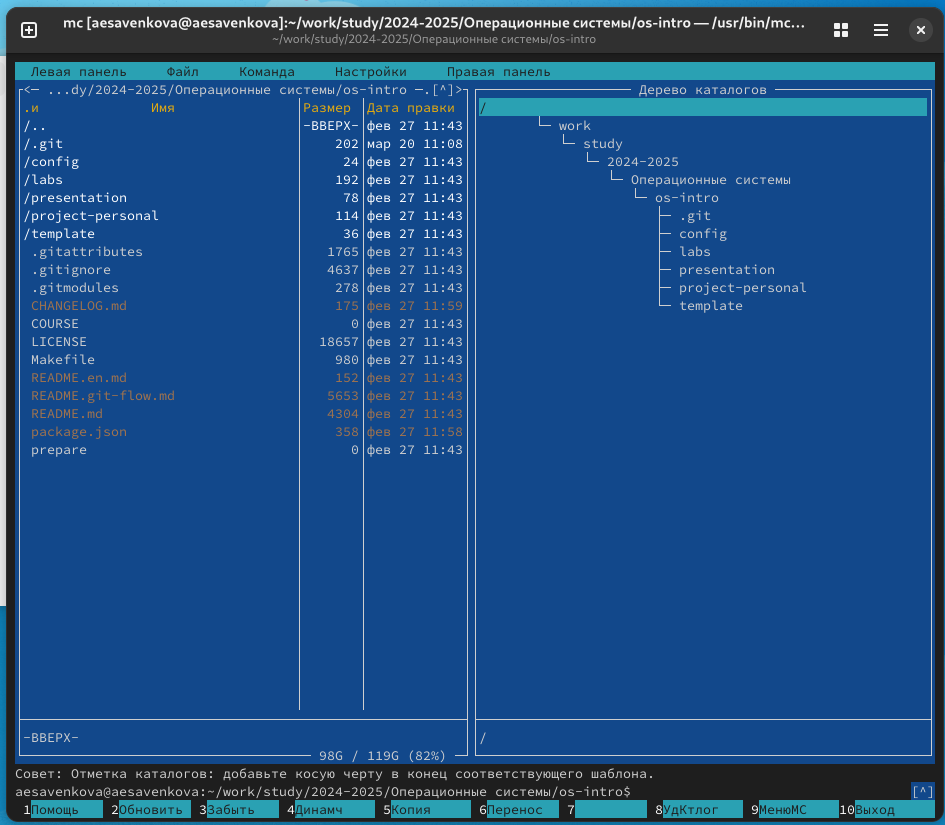 mc [aesavenkova@aesavenkova]:~/work/study/2024-2025/Операционные системы/os-intro — /usr/bin/mc...
~/work/study/2024-2025/Операционные системы/os-intro
Левая панель Файл Команда Настройки Правая панель
<— ...dy/2024-2025/Операционные системы/os-intro —.[^]>
.и Имя Размер Дата правки
/.. -ВВЕРХ- фев 27 11:43
/.git 202 мар 20 11:08
/config 24 фев 27 11:43
/labs 192 фев 27 11:43
/presentation 78 фев 27 11:43
/project-personal 114 фев 27 11:43
/template 36 фев 27 11:43
.gitattributes 1765 фев 27 11:43
.gitignore 4637 фев 27 11:43
.gitmodules 278 фев 27 11:43
CHANGELOG.md 175 фев 27 11:59
COURSE 0 фев 27 11:43
LICENSE 18657 фев 27 11:43
Makefile 980 фев 27 11:43
README.en.md 152 фев 27 11:43
README.git-flow.md 5653 фев 27 11:43
README.md 4304 фев 27 11:43
package.json 358 фев 27 11:58
prepare 0 фев 27 11:43
-ВВЕРХ-
98G / 119G (82%)
Дерево каталогов
/
work
study
2024-2025
Операционные системы
os-intro
.git
config
labs
presentation
project-personal
template
/
Совет: Отметка каталогов: добавьте косую черту в конец соответствующего шаблона.
aesavenkova@aesavenkova:~/work/study/2024-2025/Операционные системы/os-intro$ [^]
1Помощь 2Обновить 3Забыть 4Динамч 5Копия 6Перенос 7 8УдКтлог 9МенюMC 10Выход